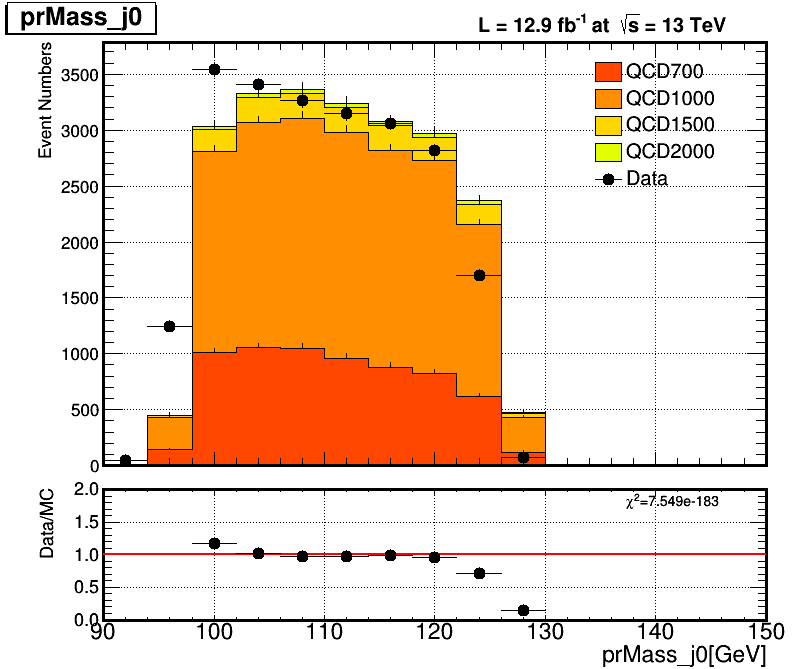 prMass_j0
L = 12.9 fb⁻¹ at √s = 13 TeV
Event Numbers
3500
3000
2500
2000
1500
1000
500
0
QCD700
QCD1000
QCD1500
QCD2000
Data
Data/MC
2.0
1.5
1.0
0.5
0.0
χ²=7.549e-183
90 100 110 120 130 140 150
prMass_j0[GeV]